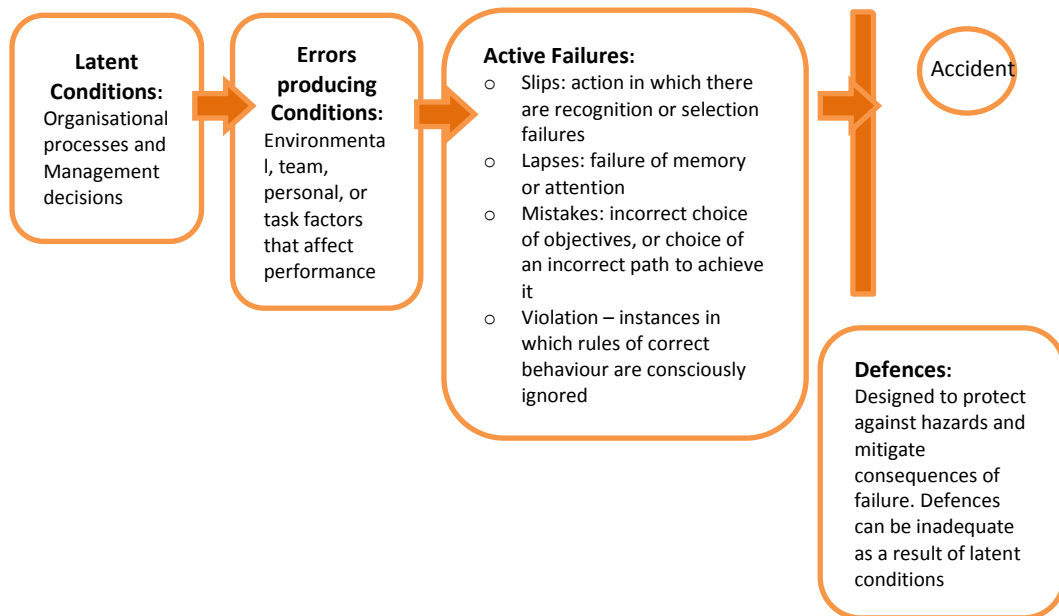 Latent
Conditions:
Organisational
processes and
Management
decisions
Errors
producing
Conditions:
Environmenta
l, team,
personal, or
task factors
that affect
performance
Active Failures:
o Slips: action in which there
are recognition or selection
failures
o Lapses: failure of memory
or attention
o Mistakes: incorrect choice
of objectives, or choice of
an incorrect path to achieve
it
o Violation – instances in
which rules of correct
behaviour are consciously
ignored
Accident
Defences:
Designed to protect
against hazards and
mitigate
consequences of
failure. Defences
can be inadequate
as a result of latent
conditions